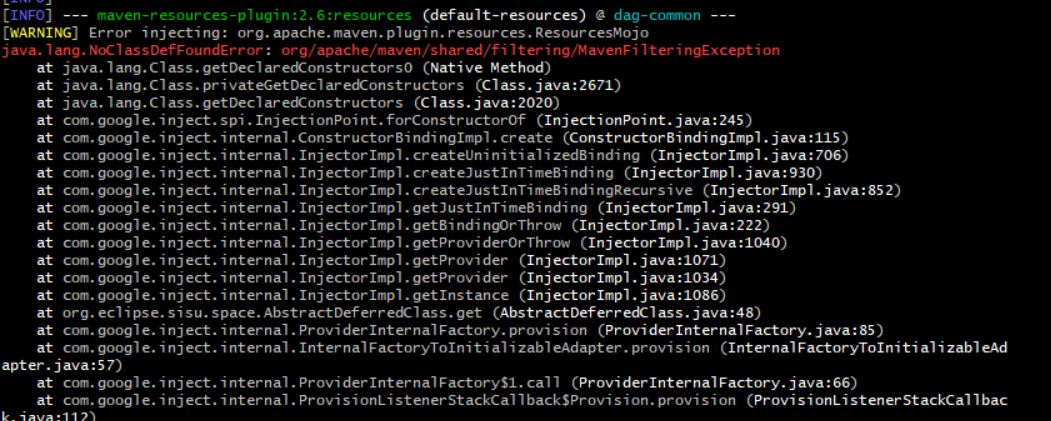 [INFO]
[INFO] --- maven-resources-plugin:2.6:resources (default-resources) @ dag-common ---
[WARNING] Error injecting: org.apache.maven.plugin.resources.ResourcesMojo
java.lang.NoClassDefFoundError: org/apache/maven/shared/filtering/MavenFilteringException
    at java.lang.Class.getDeclaredConstructors0 (Native Method)
    at java.lang.Class.privateGetDeclaredConstructors (Class.java:2671)
    at java.lang.Class.getDeclaredConstructors (Class.java:2020)
    at com.google.inject.spi.InjectionPoint.forConstructorOf (InjectionPoint.java:245)
    at com.google.inject.internal.ConstructorBindingImpl.create (ConstructorBindingImpl.java:115)
    at com.google.inject.internal.InjectorImpl.createUninitializedBinding (InjectorImpl.java:706)
    at com.google.inject.internal.InjectorImpl.createJustInTimeBinding (InjectorImpl.java:930)
    at com.google.inject.internal.InjectorImpl.createJustInTimeBindingRecursive (InjectorImpl.java:852)
    at com.google.inject.internal.InjectorImpl.getJustInTimeBinding (InjectorImpl.java:291)
    at com.google.inject.internal.InjectorImpl.getBindingOrThrow (InjectorImpl.java:222)
    at com.google.inject.internal.InjectorImpl.getProviderOrThrow (InjectorImpl.java:1040)
    at com.google.inject.internal.InjectorImpl.getProvider (InjectorImpl.java:1071)
    at com.google.inject.internal.InjectorImpl.getProvider (InjectorImpl.java:1034)
    at com.google.inject.internal.InjectorImpl.getInstance (InjectorImpl.java:1086)
    at org.eclipse.sisu.space.AbstractDeferredClass.get (AbstractDeferredClass.java:48)
    at com.google.inject.internal.ProviderInternalFactory.provision (ProviderInternalFactory.java:85)
    at com.google.inject.internal.InternalFactoryToInitializableAdapter.provision (InternalFactoryToInitializableAd
apter.java:57)
    at com.google.inject.internal.ProviderInternalFactory$1.call (ProviderInternalFactory.java:66)
    at com.google.inject.internal.ProvisionListenerStackCallback$Provision.provision (ProvisionListenerStackCallbac
k.java:112)